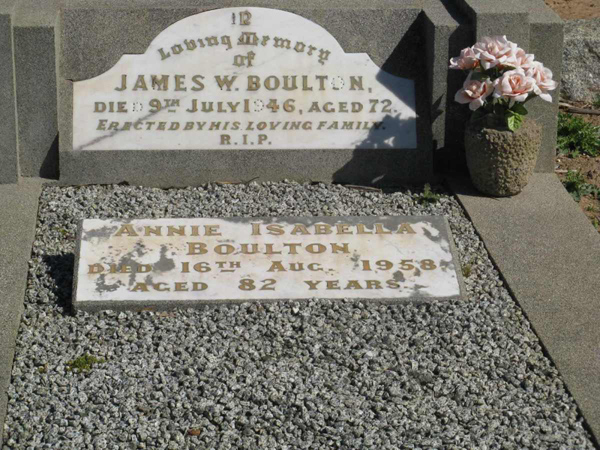 In
Loving Memory
of
JAMES W. BOULTON,
DIED 9TH JULY 1946, AGED 72.
ERECTED BY HIS LOVING FAMILY.
R.I.P.
ANNIE ISABELLA
BOULTON
DIED 16TH AUG. 1958
AGED 82 YEARS.